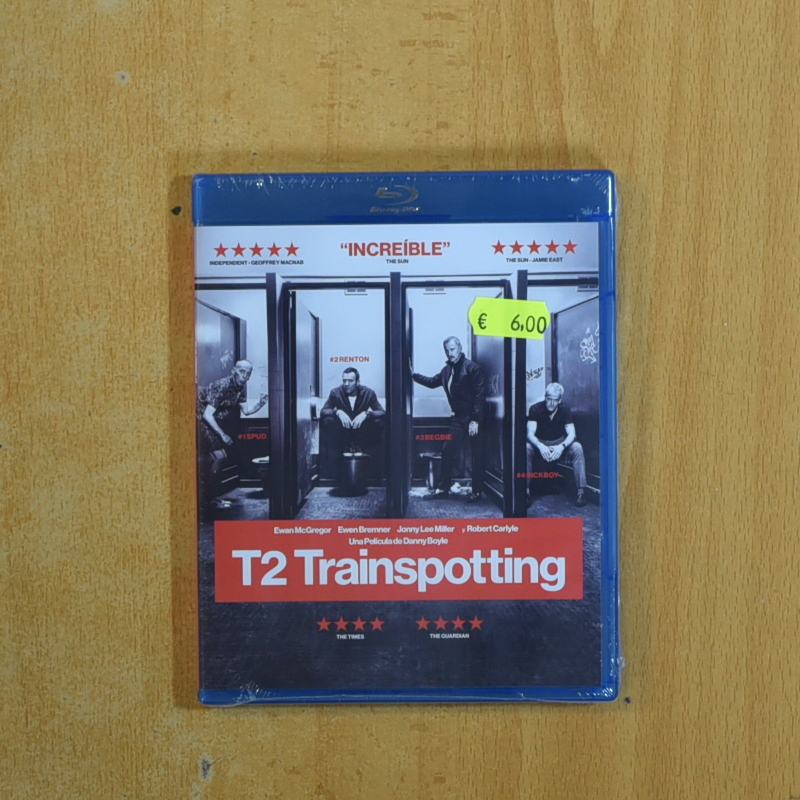 Blu-ray Disc
★★★★★ “INCREÍBLE” ★★★★★
INDEPENDENT - GEOFFREY MACNAB THE SUN THE SUN - JAMIE EAST
€ 6,00
#2 RENTON
#1 SPUD
#3 BEGBIE
#4 SICKBOY
Ewan McGregor Ewen Bremner Jonny Lee Miller y Robert Carlyle
Una Película de Danny Boyle
T2 Trainspotting
★★★★ ★★★★
THE TIMES THE GUARDIAN